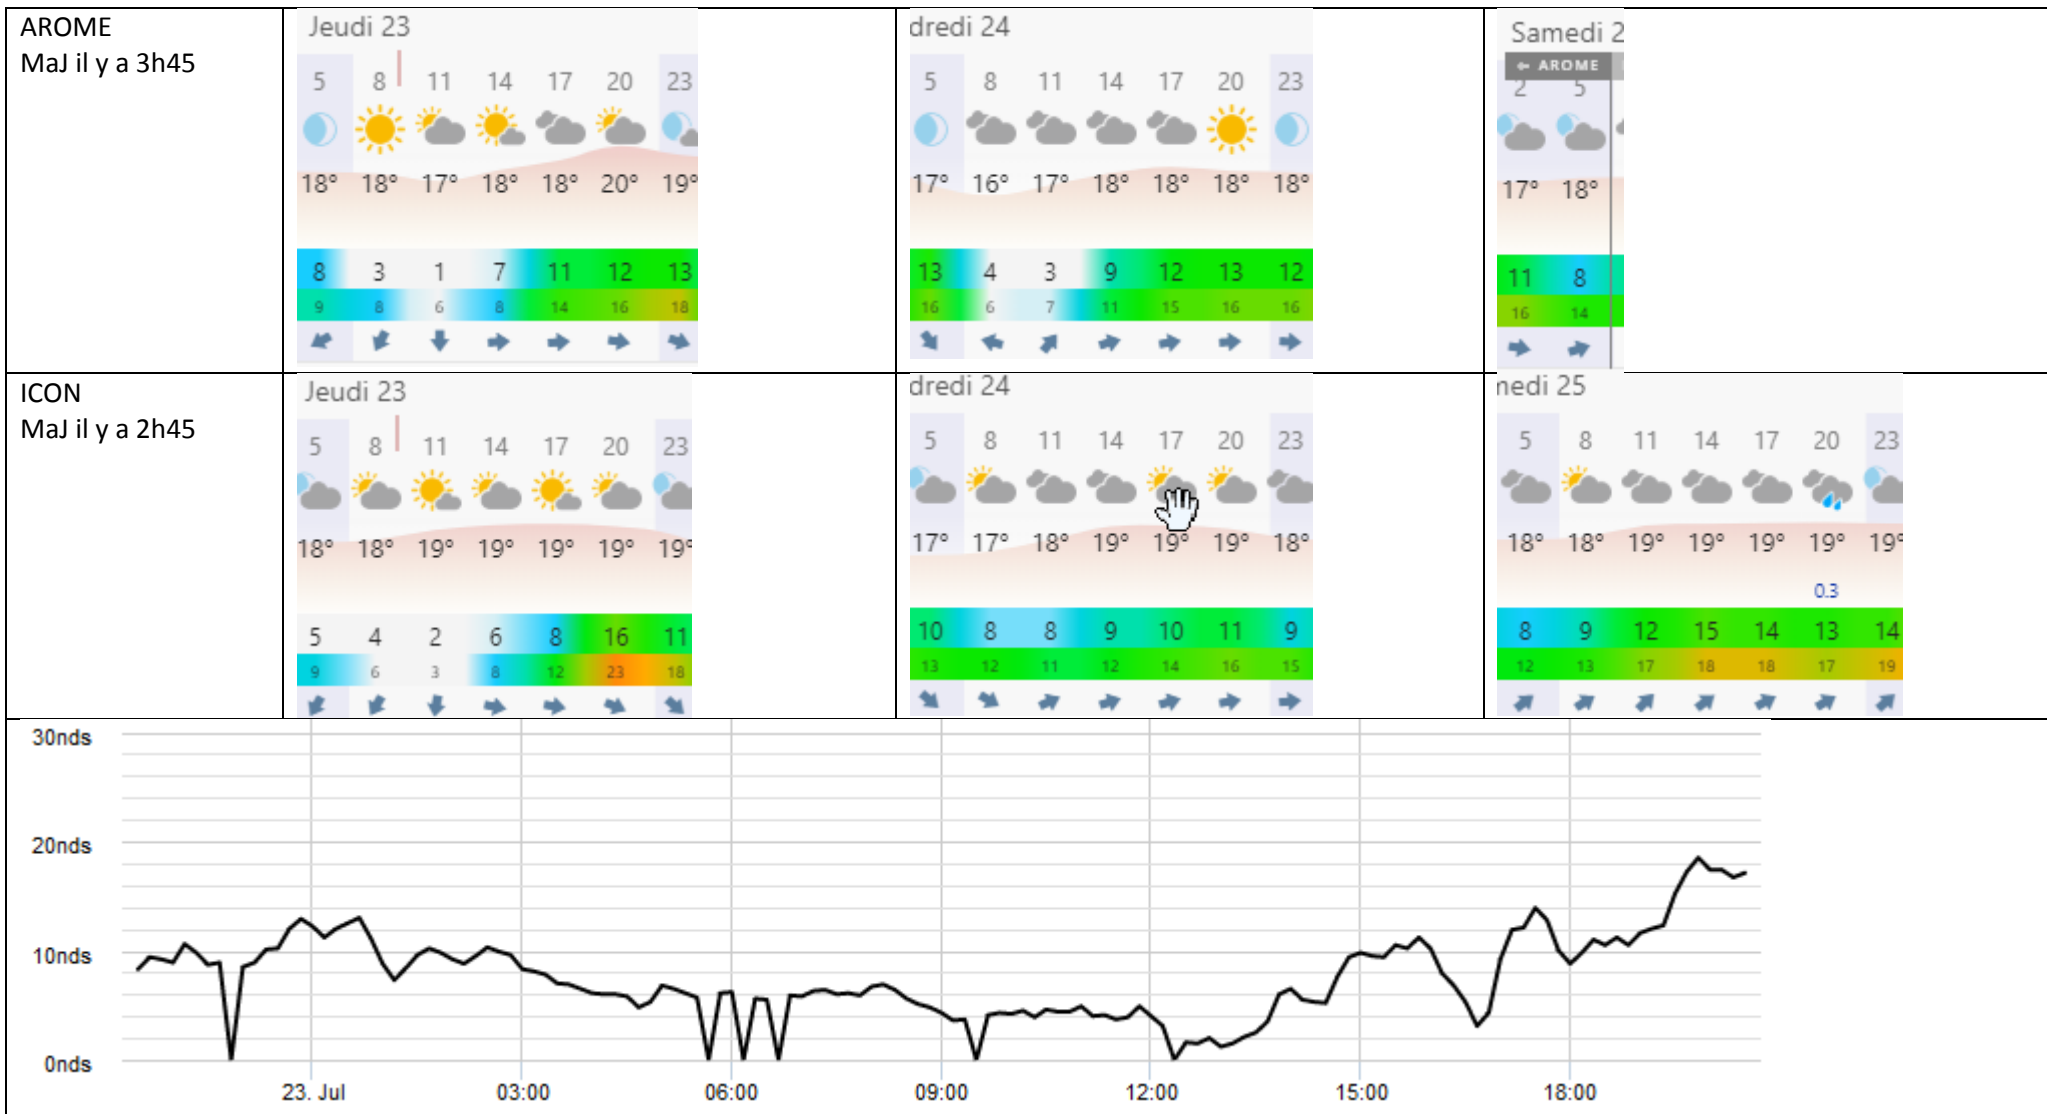 AROME
MaJ il y a 3h45
Jeudi 23
5 8 11 14 17 20 23
18° 18° 17° 18° 18° 20° 19°
8 3 1 7 11 12 13
9 8 6 8 14 16 18
dredi 24
5 8 11 14 17 20 23
17° 16° 17° 18° 18° 18° 18°
13 4 3 9 12 13 12
16 6 7 11 15 16 16
Samedi 2
← AROME
2 5
17° 18°
11 8
16 14
ICON
MaJ il y a 2h45
Jeudi 23
5 8 11 14 17 20 23
18° 18° 19° 19° 19° 19° 19°
5 4 2 6 8 16 11
9 6 3 8 12 23 18
dredi 24
5 8 11 14 17 20 23
17° 17° 18° 19° 19° 19° 18°
10 8 8 9 10 11 9
13 12 11 12 14 16 15
medi 25
5 8 11 14 17 20 23
18° 18° 19° 19° 19° 19° 19°
0.3
8 9 12 15 14 13 14
12 13 17 18 18 17 19
30nds
20nds
10nds
0nds
23. Jul 03:00 06:00 09:00 12:00 15:00 18:00